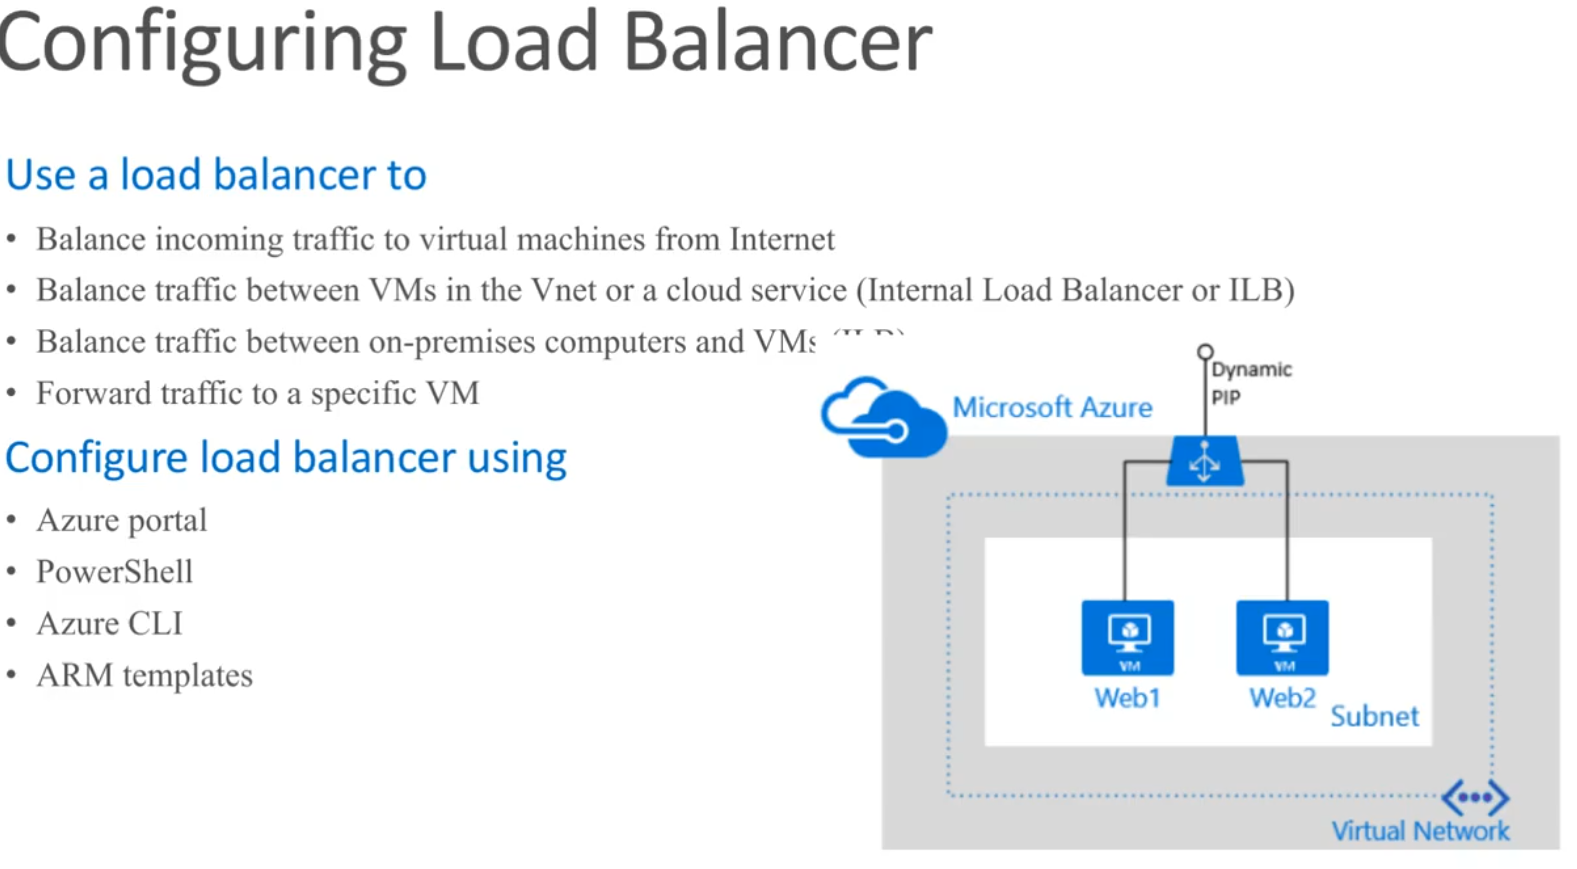 Configuring Load Balancer
Use a load balancer to
• Balance incoming traffic to virtual machines from Internet
• Balance traffic between VMs in the Vnet or a cloud service (Internal Load Balancer or ILB)
• Balance traffic between on-premises computers and VMs
• Forward traffic to a specific VM
Configure load balancer using
• Azure portal
• PowerShell
• Azure CLI
• ARM templates
Dynamic
PIP
Microsoft Azure
VM
VM
Web1
Web2
Subnet
Virtual Network